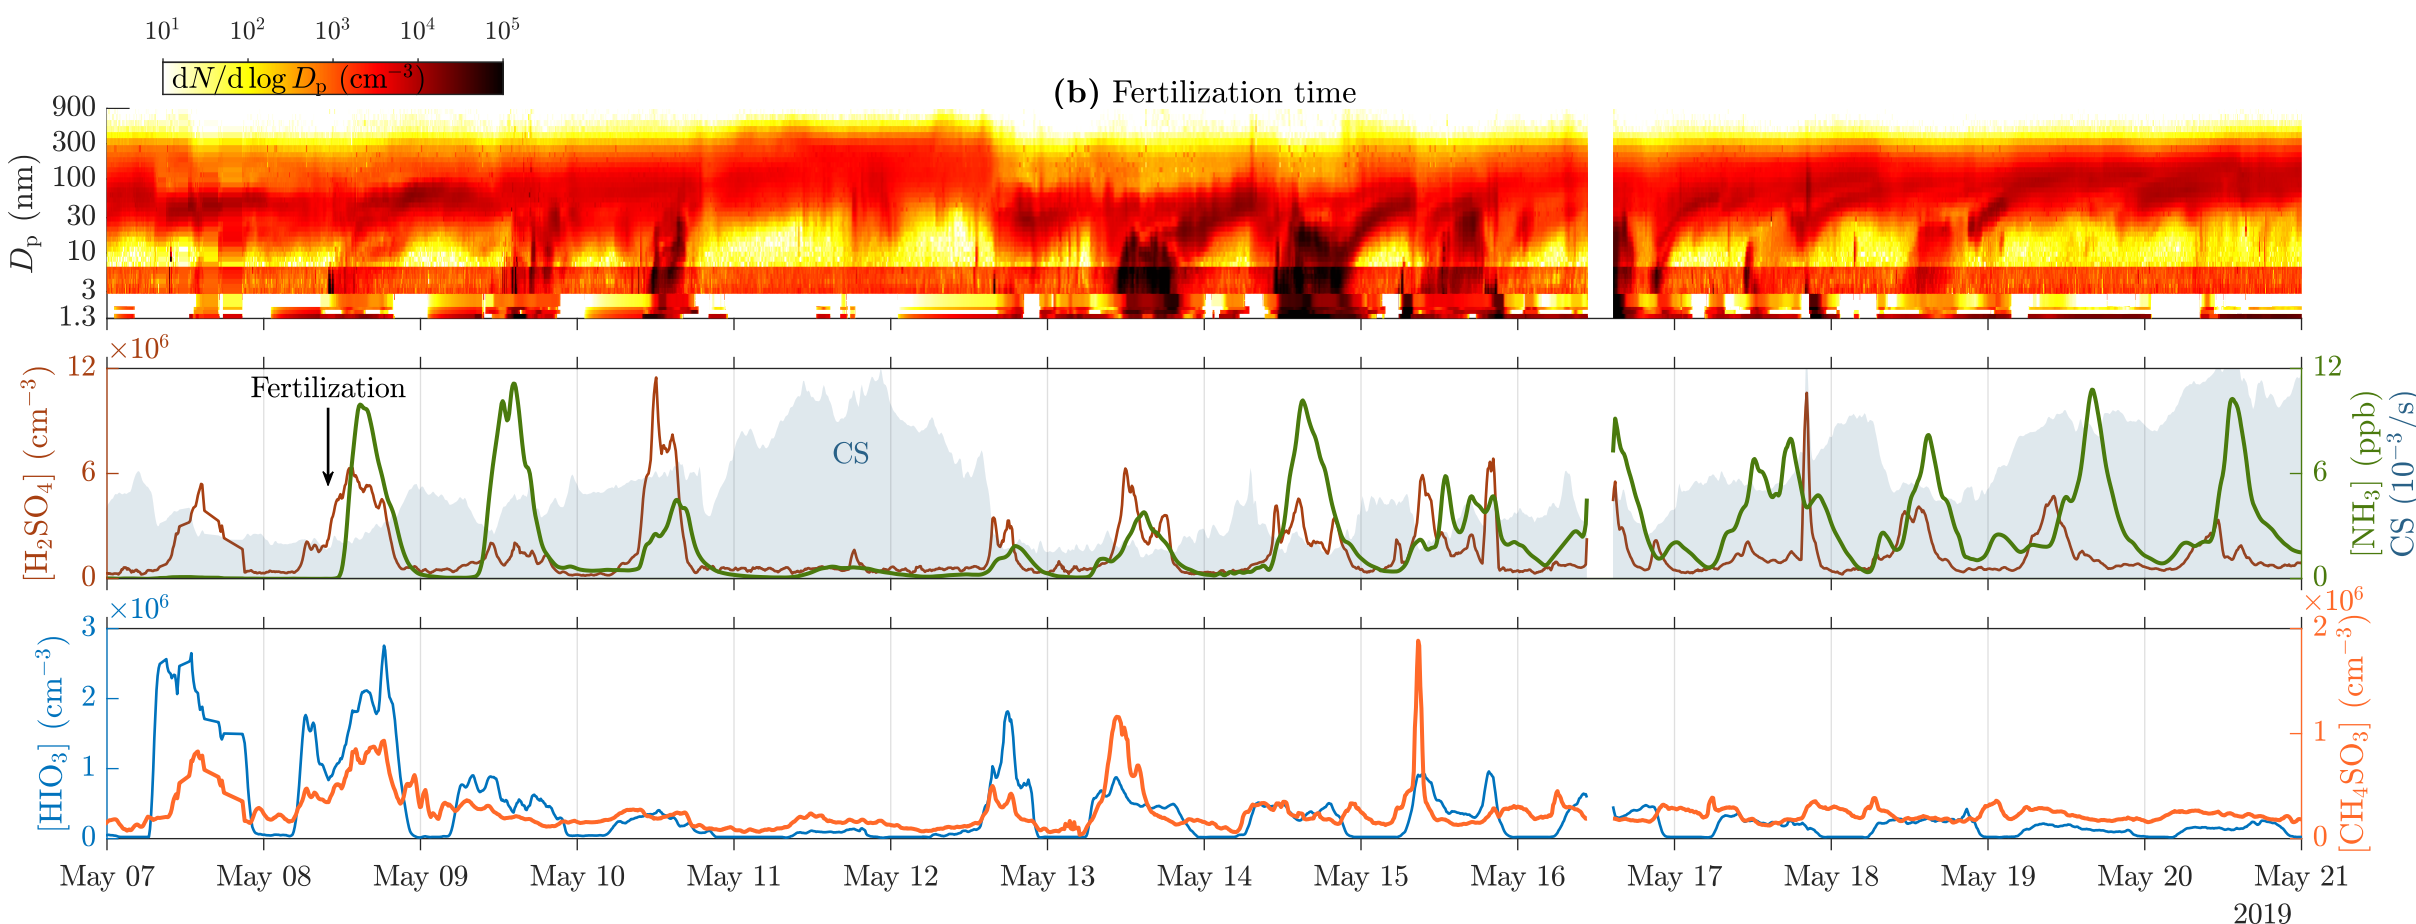 10¹ 10² 10³ 10⁴ 10⁵
dN/d log Dₚ (cm⁻³)
(b) Fertilization time
900
300
100
30
10
3
1.3
Dₚ (nm)
×10⁶
12
6
0
[H₂SO₄] (cm⁻³)
Fertilization
CS
12
6
0
[NH₃] (ppb)
CS (10⁻³/s)
×10⁶
3
2
1
0
[HIO₃] (cm⁻³)
×10⁶
2
1
0
[CH₄SO₃] (cm⁻³)
May 07 May 08 May 09 May 10 May 11 May 12 May 13 May 14 May 15 May 16 May 17 May 18 May 19 May 20 May 21
2019